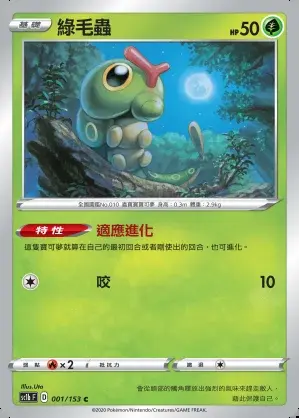 基礎 綠毛蟲 HP50
全國圖鑑No.010 蟲寶寶寶可夢 身高：0.3m 體重：2.9kg
特性 適應進化
這隻寶可夢就算在自己的最初回合或者剛使出的回合，也可進化。
咬 10
弱點 ×2 抵抗力 撤退
Illus.Uta
sc1b F D 001/153 C
會從頭部的觸角釋放出強烈的氣味來趕走敵人，
藉此保護自己。
©2020 Pokémon/Nintendo/Creatures/GAME FREAK.